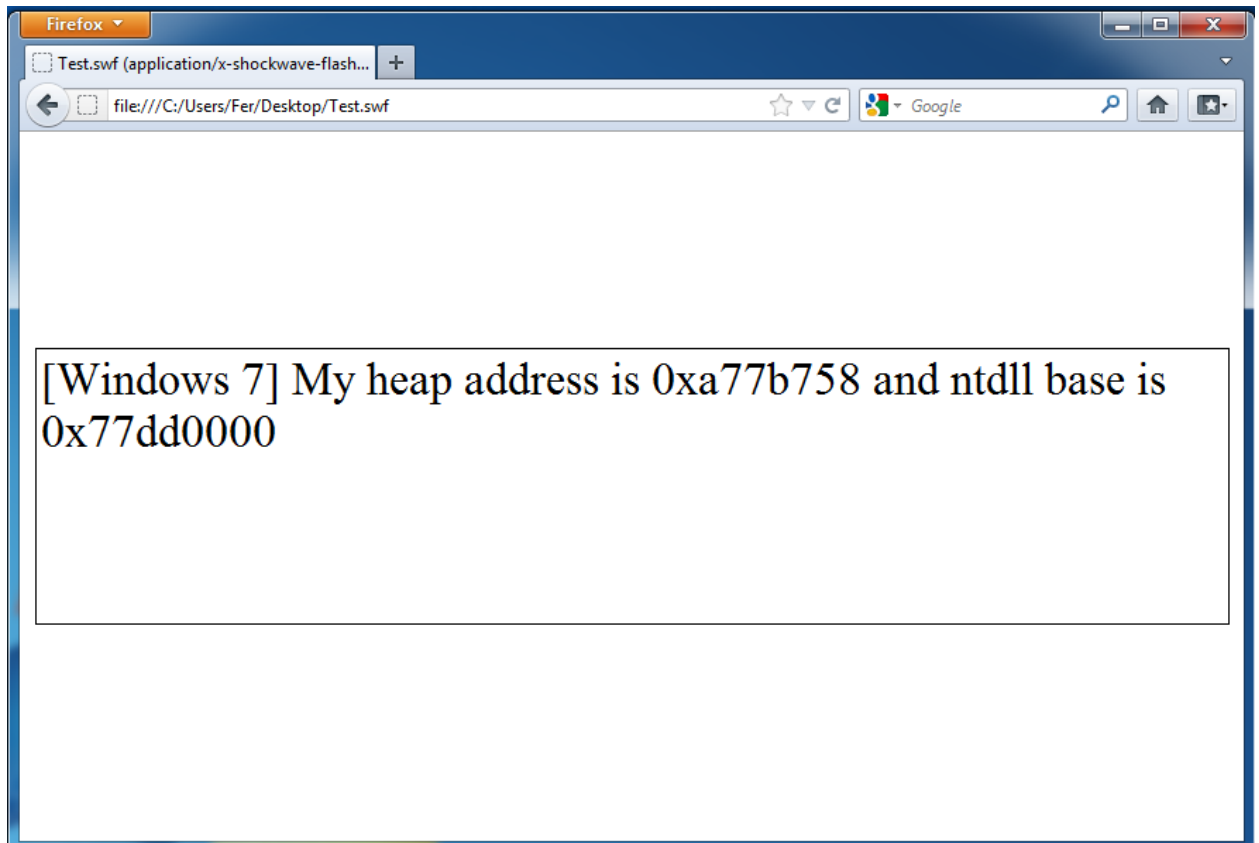 Firefox
Test.swf (application/x-shockwave-flash...
file:///C:/Users/Fer/Desktop/Test.swf
Google
[Windows 7] My heap address is 0xa77b758 and ntdll base is
0x77dd0000